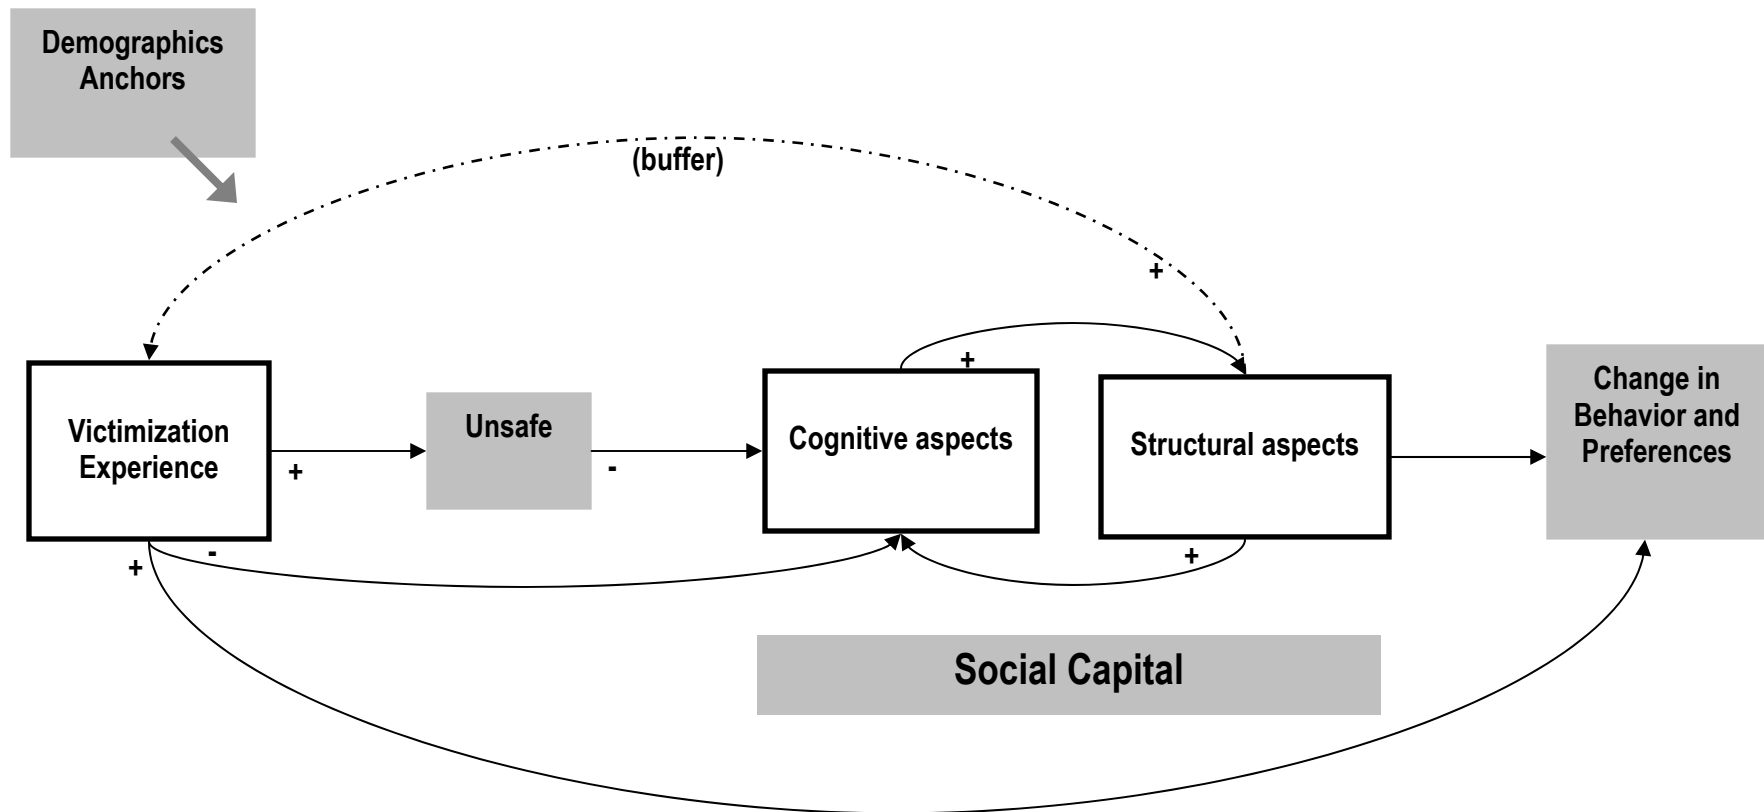 Demographics
Anchors
(buffer)
+
+
Victimization
Experience
+
Unsafe
-
Cognitive aspects
Structural aspects
Change in
Behavior and
Preferences
-
+
+
Social Capital